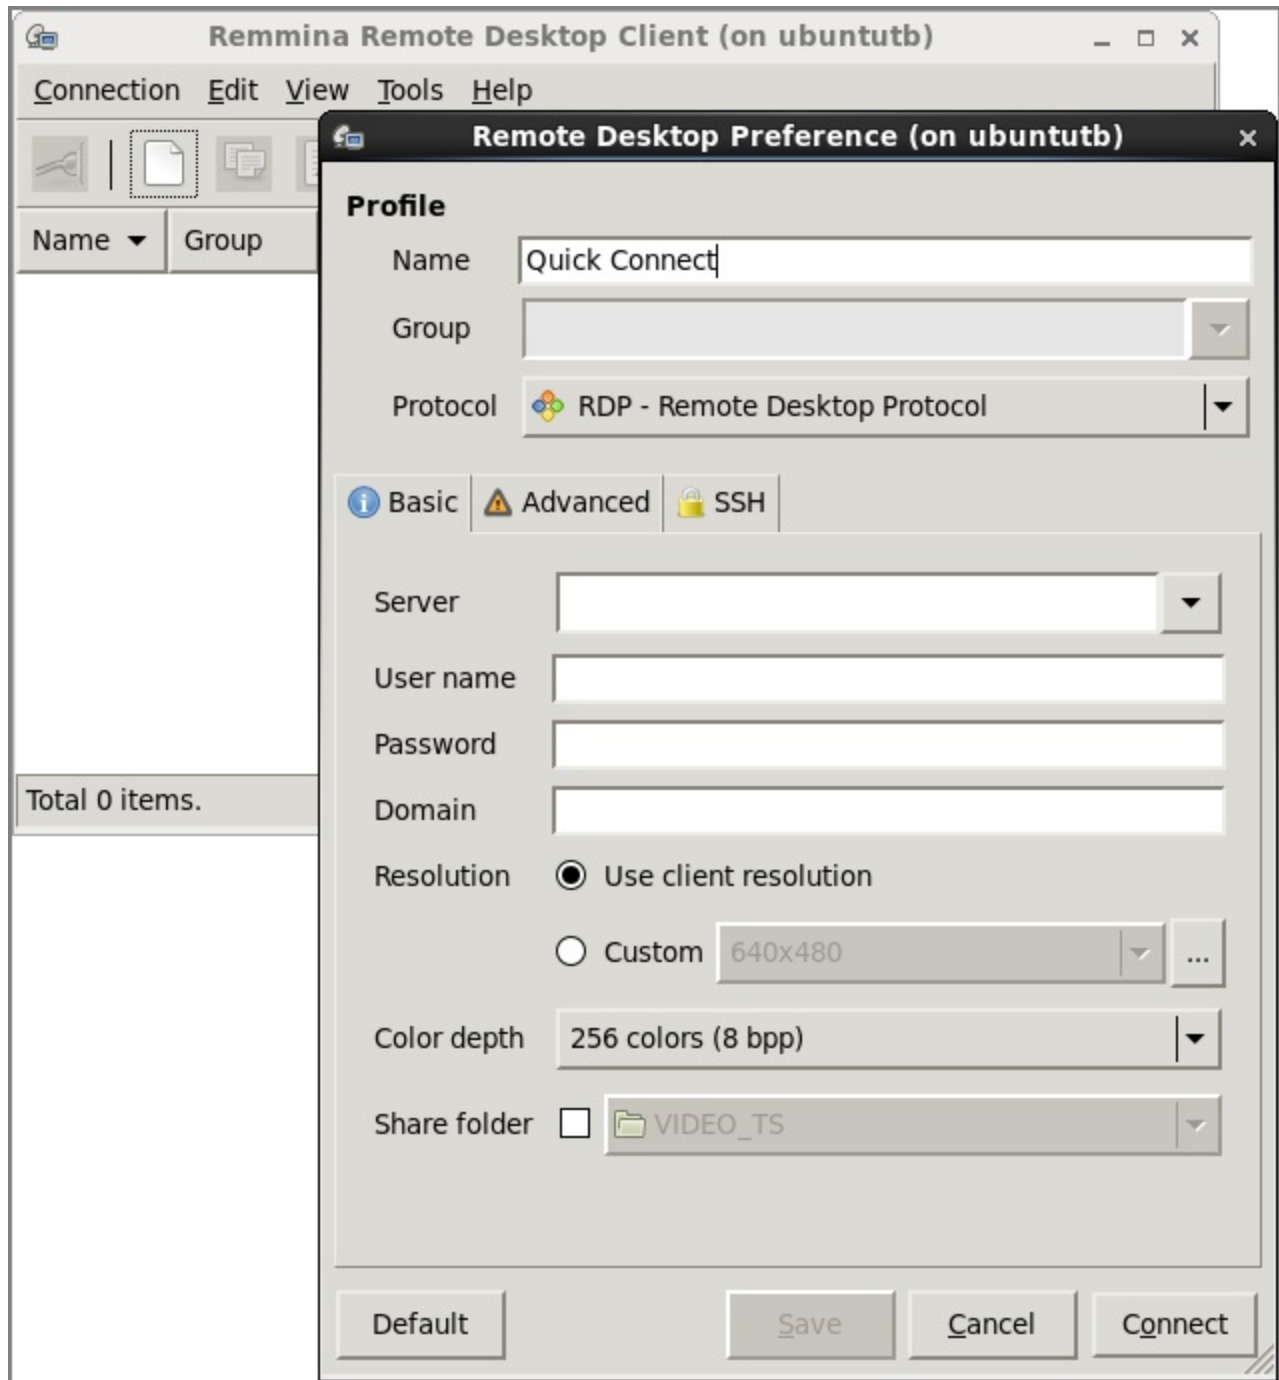 Remmina Remote Desktop Client (on ubuntutb)
Connection Edit View Tools Help
Remote Desktop Preference (on ubuntutb)
Name Group
Total 0 items.
Profile
Name Quick Connect
Group
Protocol RDP - Remote Desktop Protocol
Basic Advanced SSH
Server
User name
Password
Domain
Resolution Use client resolution
Custom 640x480 ...
Color depth 256 colors (8 bpp)
Share folder VIDEO_TS
Default Save Cancel Connect